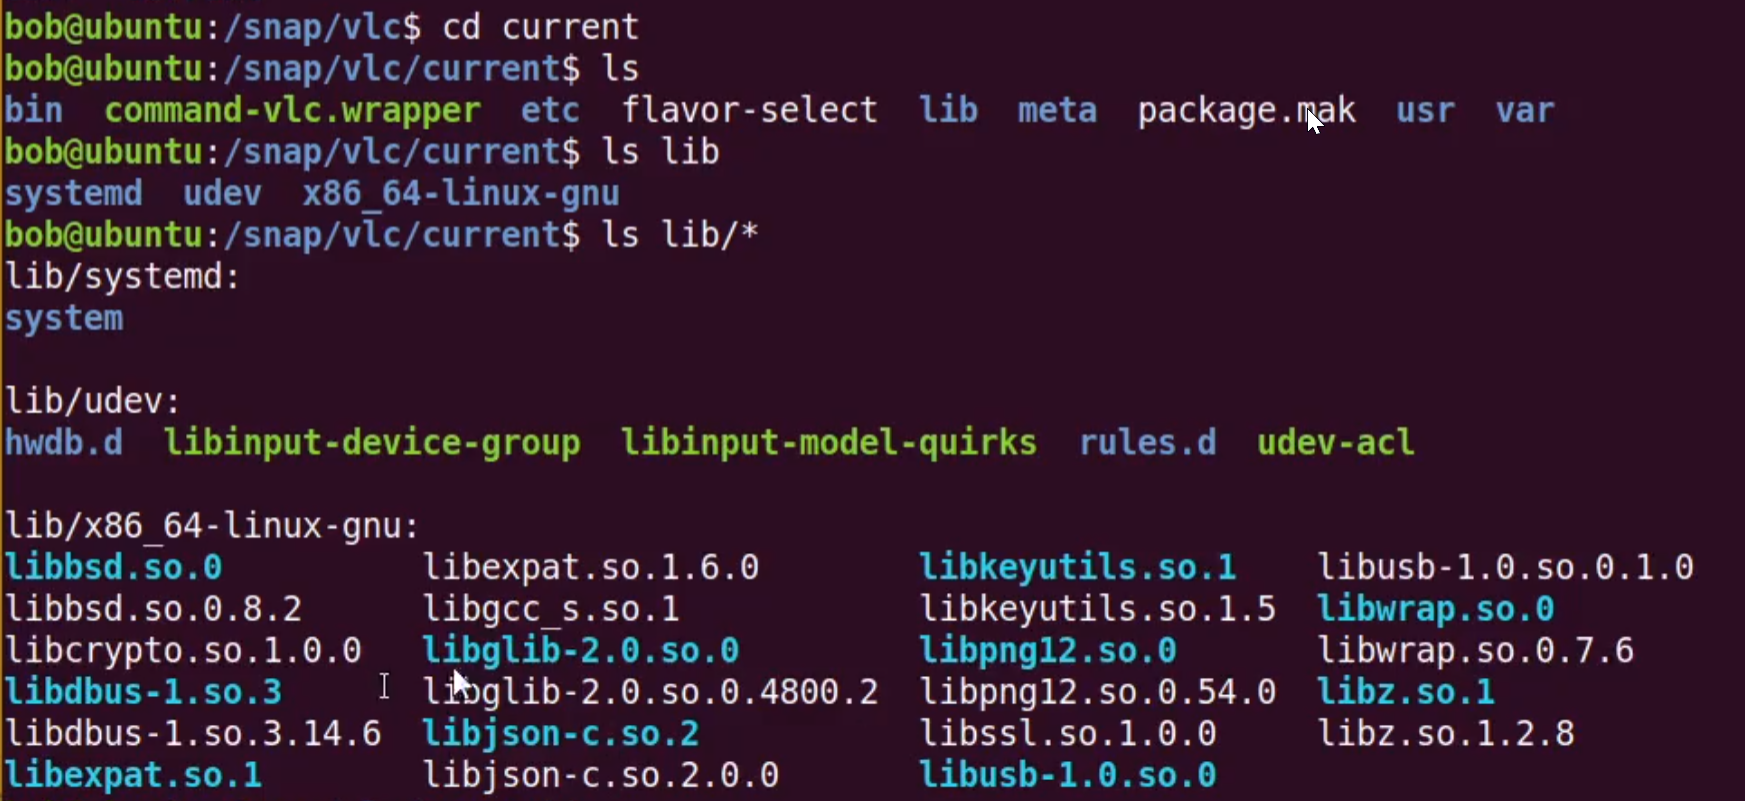 bob@ubuntu:/snap/vlc$ cd current
bob@ubuntu:/snap/vlc/current$ ls
bin  command-vlc.wrapper  etc  flavor-select  lib  meta  package.mak  usr  var
bob@ubuntu:/snap/vlc/current$ ls lib
systemd  udev  x86_64-linux-gnu
bob@ubuntu:/snap/vlc/current$ ls lib/*
lib/systemd:
system
lib/udev:
hwdb.d  libinput-device-group  libinput-model-quirks  rules.d  udev-acl
lib/x86_64-linux-gnu:
libbsd.so.0  libexpat.so.1.6.0  libkeyutils.so.1  libusb-1.0.so.0.1.0
libbsd.so.0.8.2  libgcc_s.so.1  libkeyutils.so.1.5  libwrap.so.0
libcrypto.so.1.0.0  libglib-2.0.so.0  libpng12.so.0  libwrap.so.0.7.6
libdbus-1.so.3  libglib-2.0.so.0.4800.2  libpng12.so.0.54.0  libz.so.1
libdbus-1.so.3.14.6  libjson-c.so.2  libssl.so.1.0.0  libz.so.1.2.8
libexpat.so.1  libjson-c.so.2.0.0  libusb-1.0.so.0